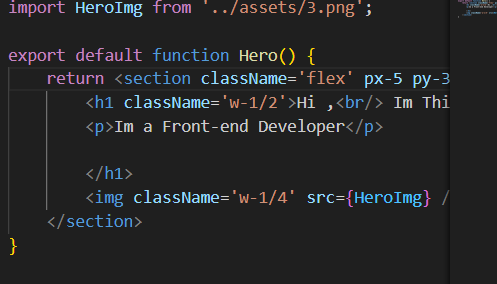 import HeroImg from '../assets/3.png';
export default function Hero() {
return <section className='flex' px-5 py-3
<h1 className='w-1/2'>Hi ,<br/> Im Thi
<p>Im a Front-end Developer</p>
</h1>
<img className='w-1/4' src={HeroImg} /
</section>
}